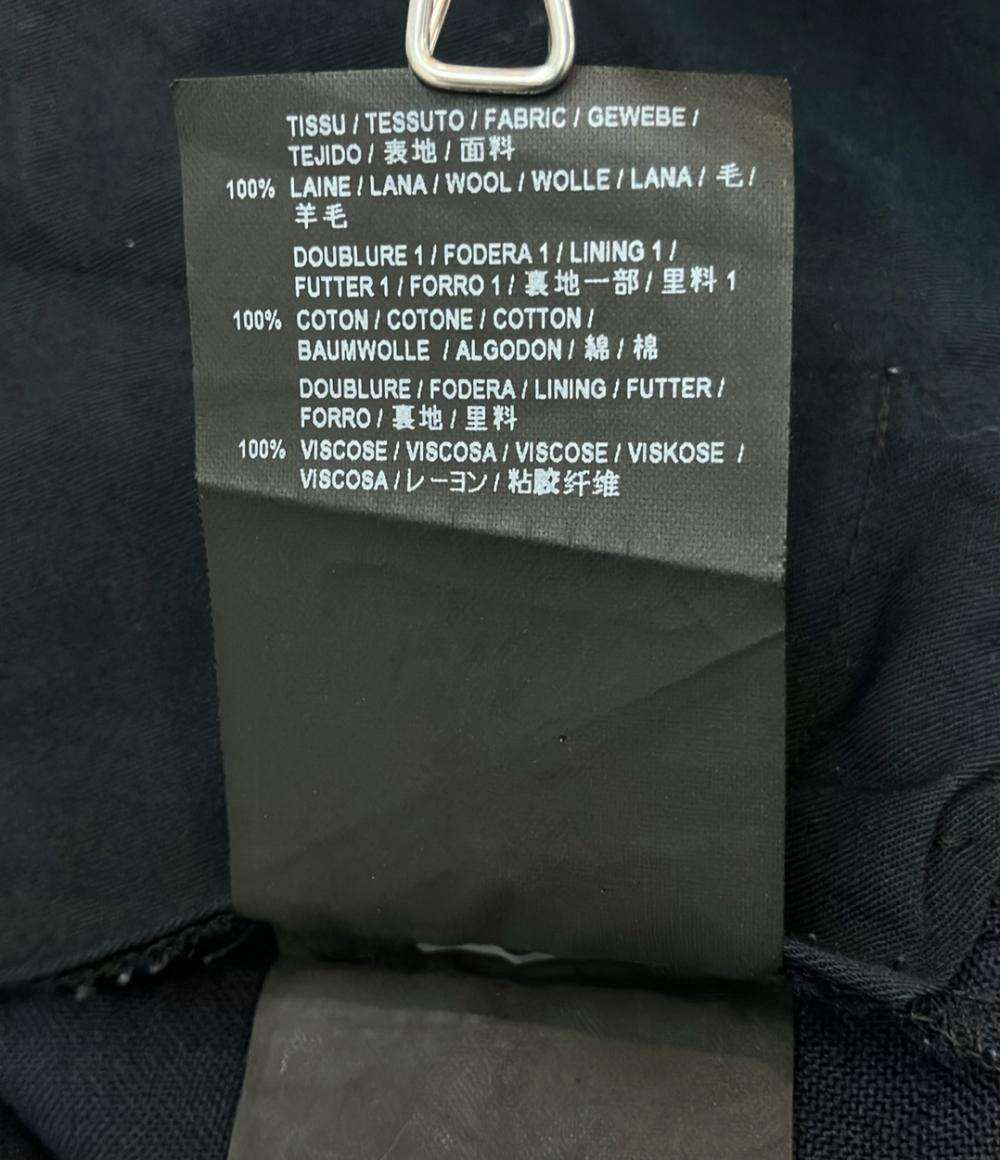 TISSU / TESSUTO / FABRIC / GEWEBE /
TEJIDO / 表地 / 面料
100% LAINE / LANA / WOOL / WOLLE / LANA / 毛 /
羊毛
DOUBLURE 1 / FODERA 1 / LINING 1 /
FUTTER 1 / FORRO 1 / 裏地一部 / 里料 1
100% COTON / COTONE / COTTON /
BAUMWOLLE / ALGODON / 綿 / 棉
DOUBLURE / FODERA / LINING / FUTTER /
FORRO / 裏地 / 里料
100% VISCOSE / VISCOSA / VISCOSE / VISKOSE /
VISCOSA / レーヨン / 粘胶纤维